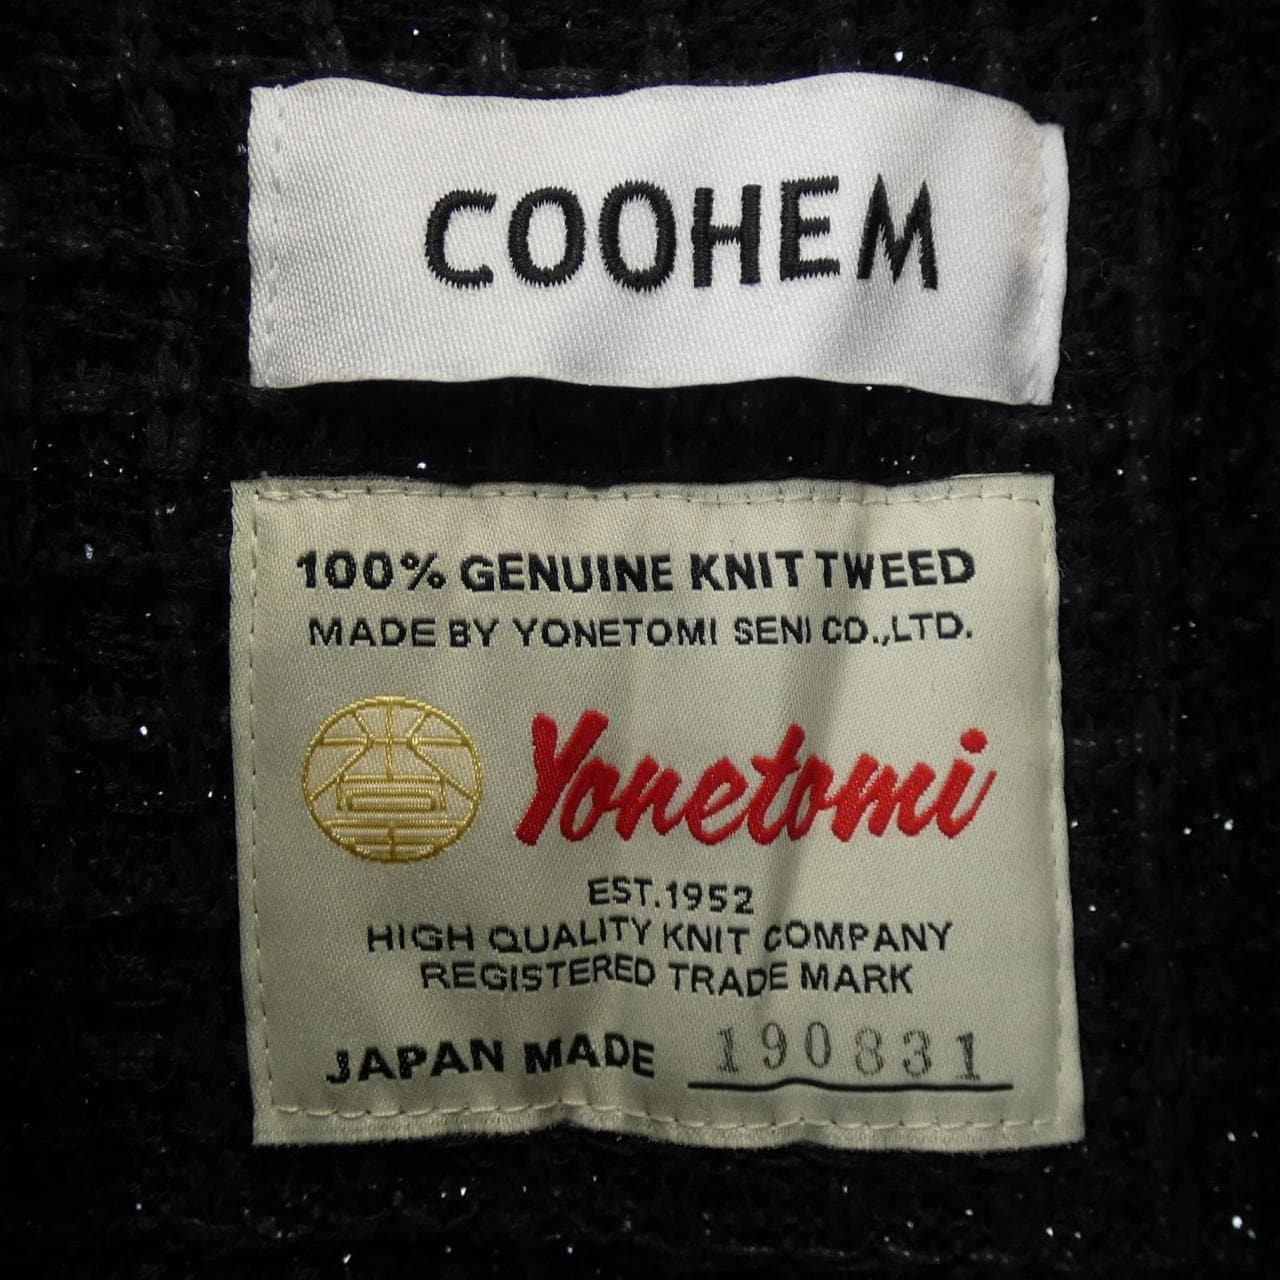 COOHEM
100% GENUINE KNIT TWEED
MADE BY YONETOMI SENI CO.,LTD.
Yonetomi
EST.1952
HIGH QUALITY KNIT COMPANY
REGISTERED TRADE MARK
JAPAN MADE 190831